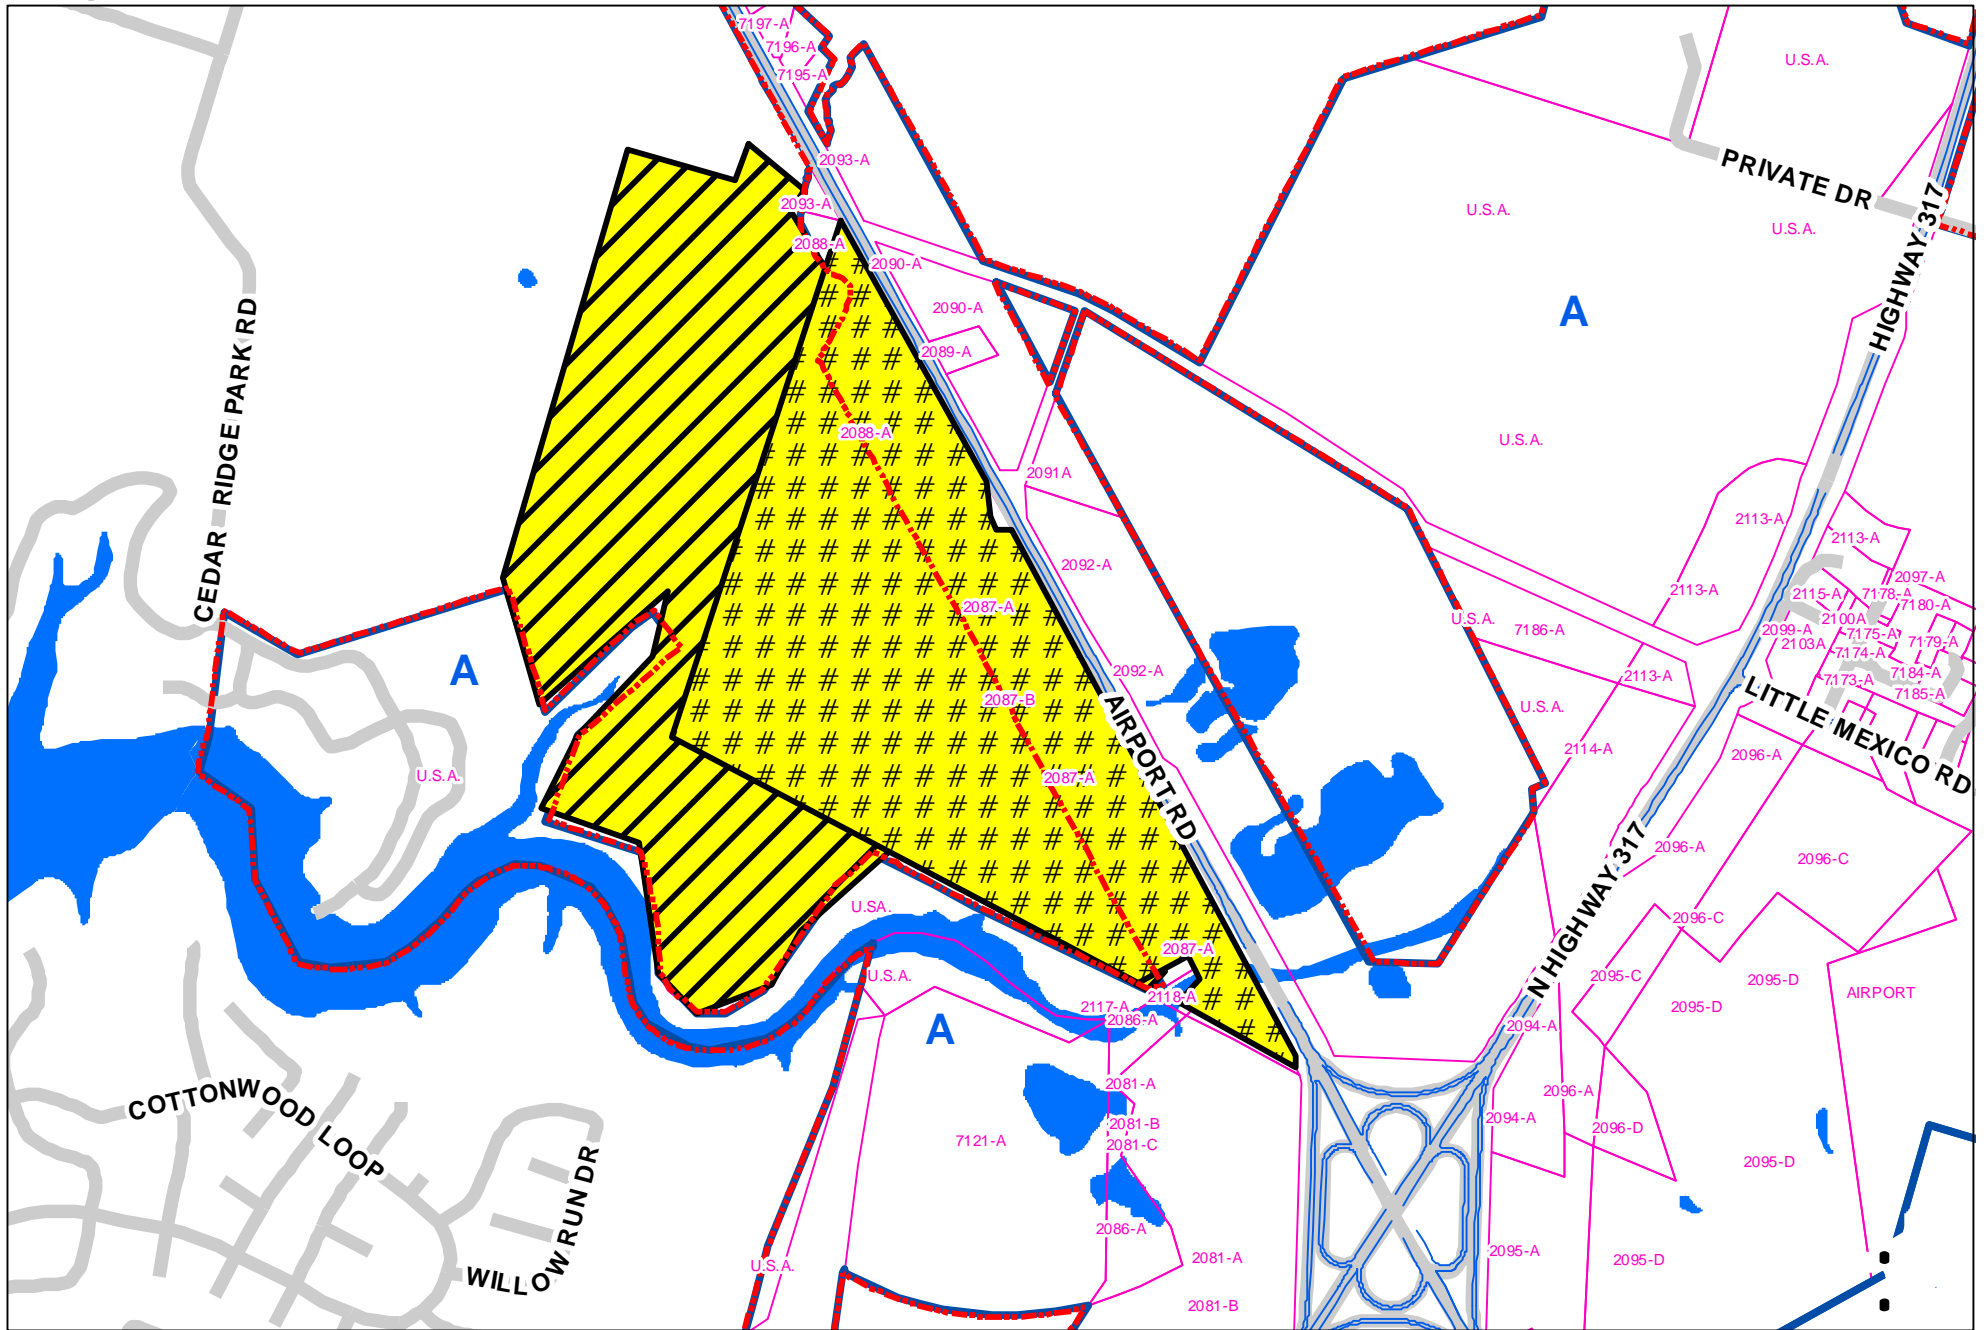 7197-A
7196-A
U.S.A.
7195-A
2093-A
PRIVATE DR
2093-A
U.S.A.
U.S.A.
2088-A
2090-A
HIGHWAY 317
2090-A
A
2089-A
CEDAR RIDGE PARK RD
2088-A
U.S.A.
2091A
2113-A
2113-A
2092-A
2097-A
2113-A
2115-A
7178-A
7180-A
2087-A
U.S.A.
7186-A
2100A
2099-A
7175-A
2103A
7179-A
7174-A
A
2092-A
2113-A
7184-A
7173-A
7185-A
2087-B
U.S.A.
LITTLE MEXICO RD
AIRPORT RD
2114-A
2096-A
U.S.A.
2087-A
2096-A
2096-C
N HIGHWAY 317
U.SA.
2096-C
2087-A
U.S.A.
2095-C
2095-D
AIRPORT
2118-A
2117-A
2095-D
2086-A
2094-A
A
2081-A
2096-A
COTTONWOOD LOOP
2081-B
2094-A
2096-D
7121-A
2081-C
2095-D
WILLOW RUN DR
2086-A
2081-A
2095-A
2095-D
U.S.A.
2081-B